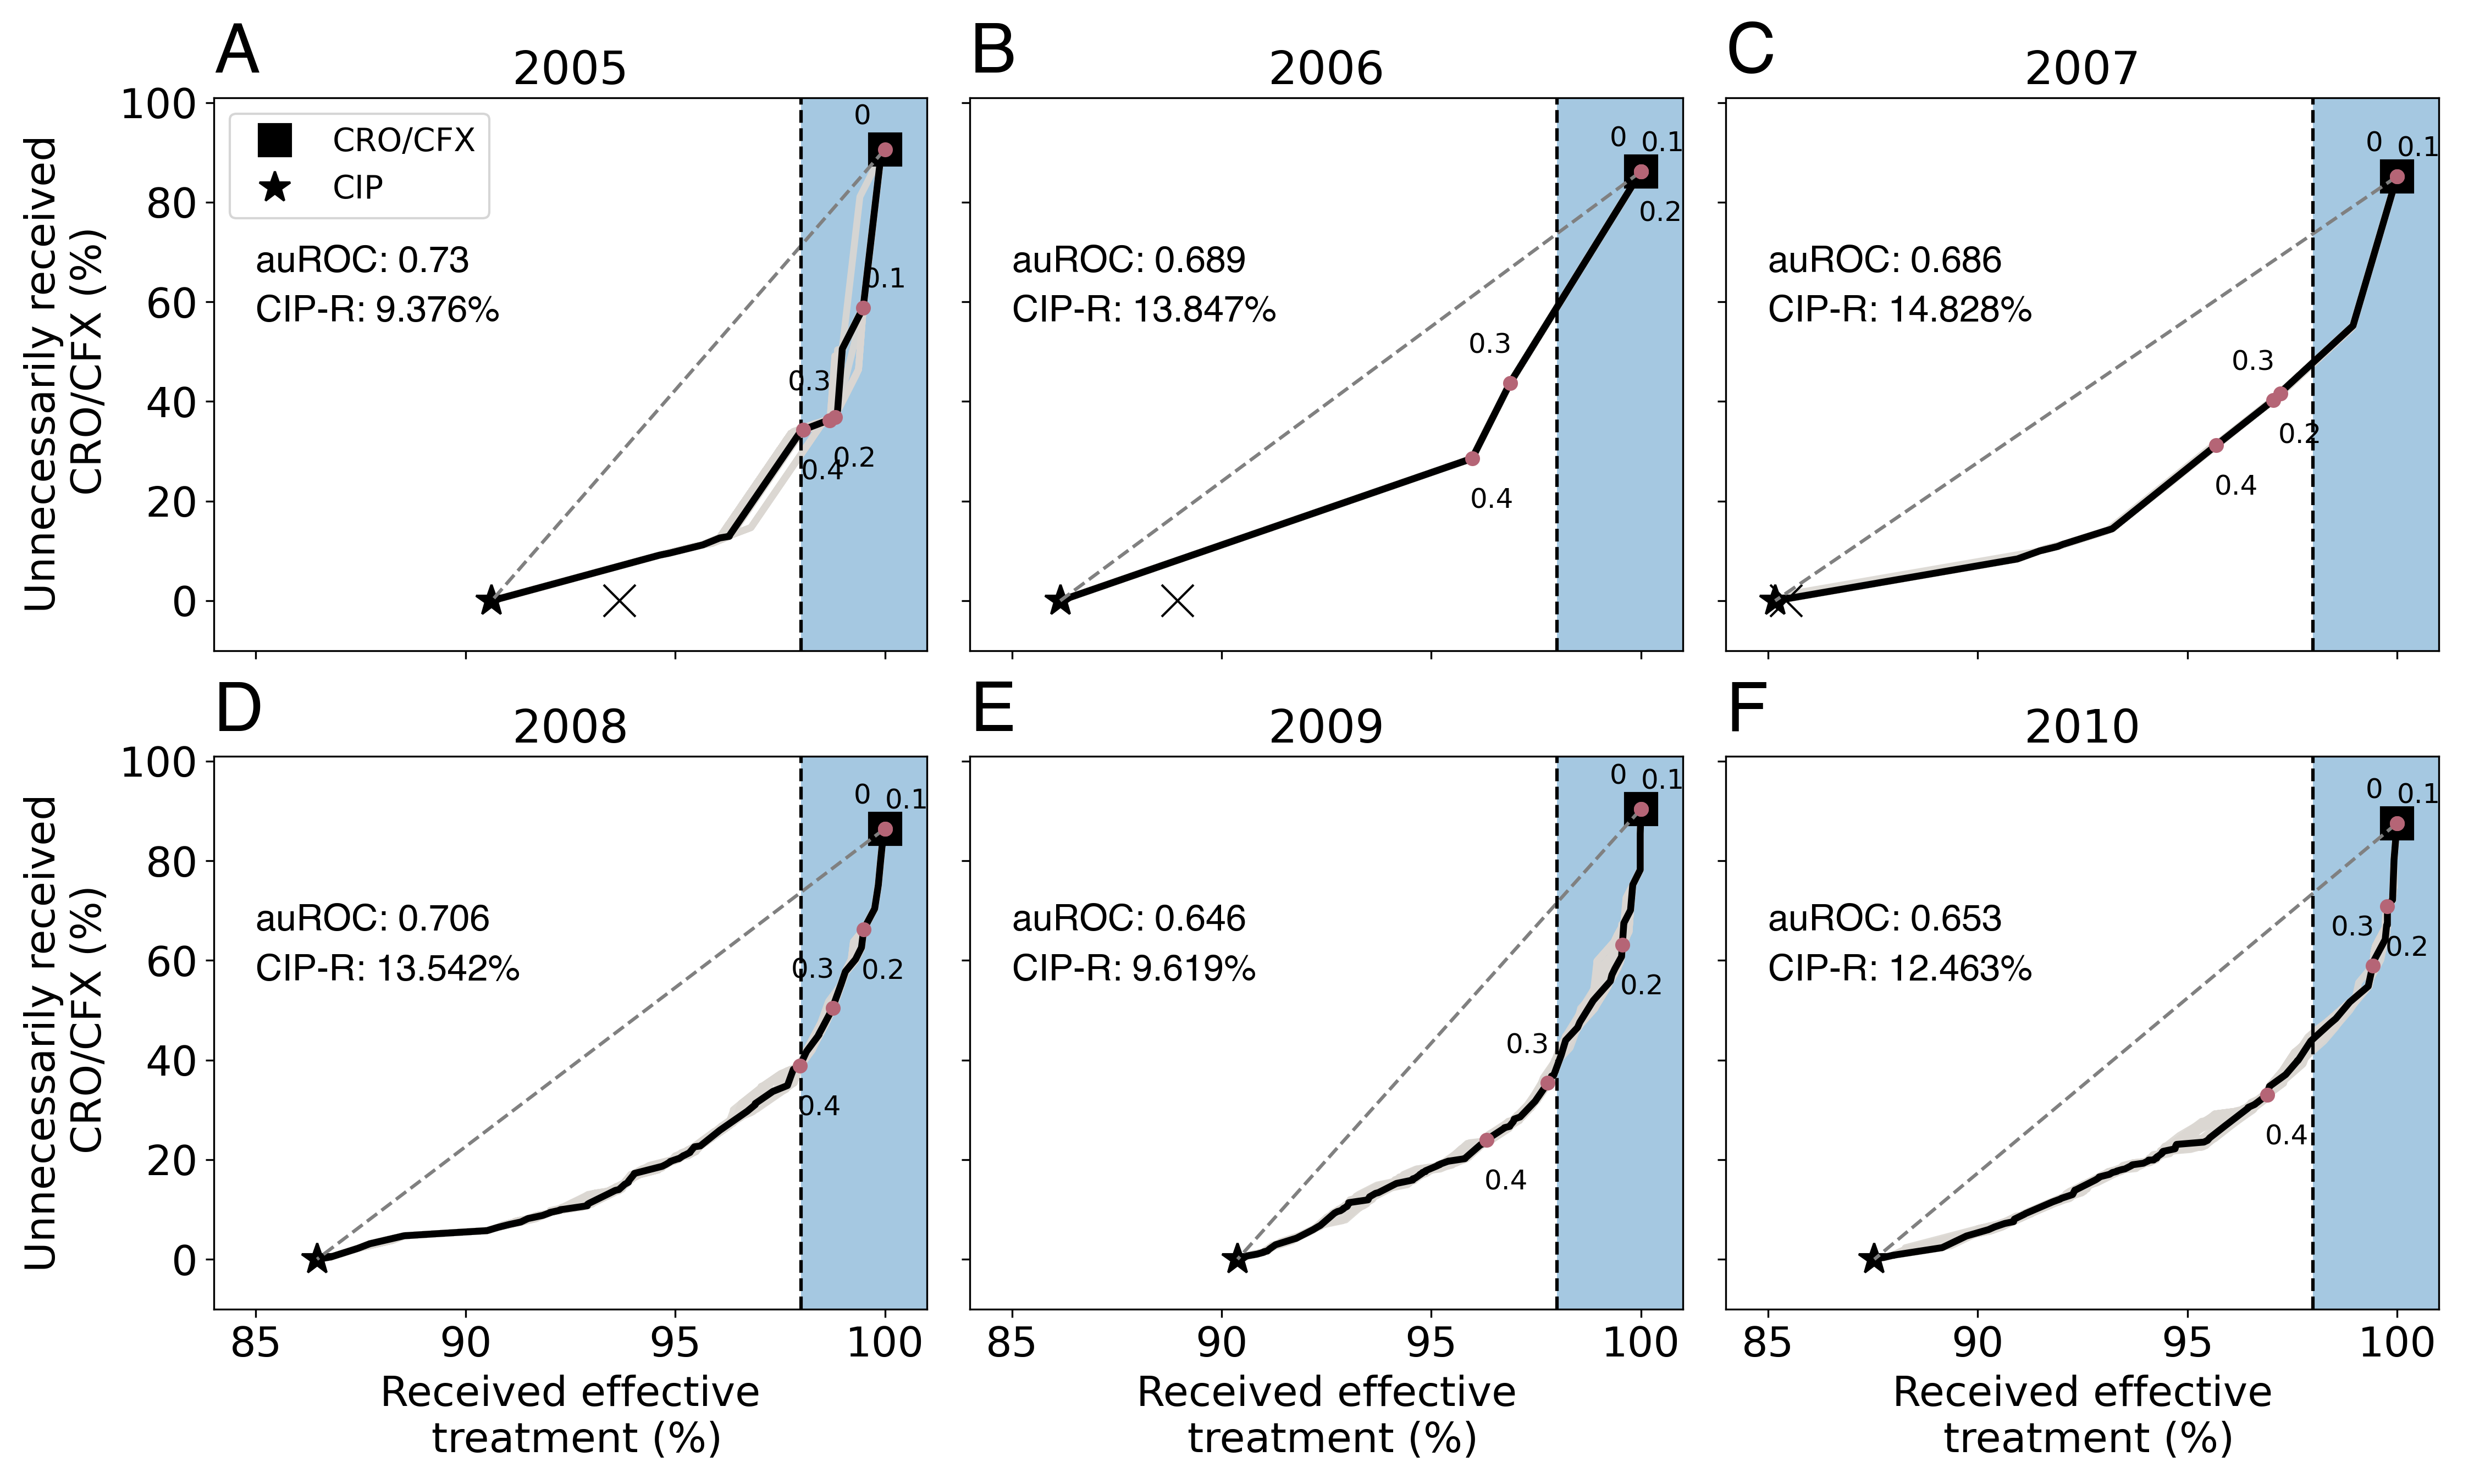 A
2005
B
2006
C
2007
Unnecessarily received
CRO/CFX (%)
100
80
60
40
20
0
CRO/CFX
CIP
auROC: 0.73
CIP-R: 9.376%
0
0.1
0.3
0.2
0.4
auROC: 0.689
CIP-R: 13.847%
0
0.1
0.2
0.3
0.4
auROC: 0.686
CIP-R: 14.828%
0
0.1
0.3
0.2
0.4
D
2008
E
2009
F
2010
Unnecessarily received
CRO/CFX (%)
100
80
60
40
20
0
auROC: 0.706
CIP-R: 13.542%
0
0.1
0.3
0.2
0.4
auROC: 0.646
CIP-R: 9.619%
0
0.1
0.2
0.3
0.4
auROC: 0.653
CIP-R: 12.463%
0
0.1
0.3
0.2
0.4
85
90
95
100
85
90
95
100
85
90
95
100
Received effective
treatment (%)
Received effective
treatment (%)
Received effective
treatment (%)